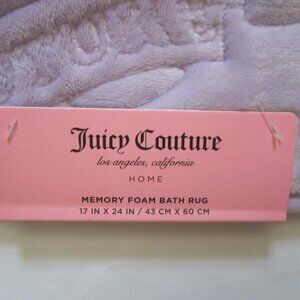 Juicy Couture
los angeles, california
HOME
MEMORY FOAM BATH RUG
17 IN X 24 IN / 43 CM X 60 CM